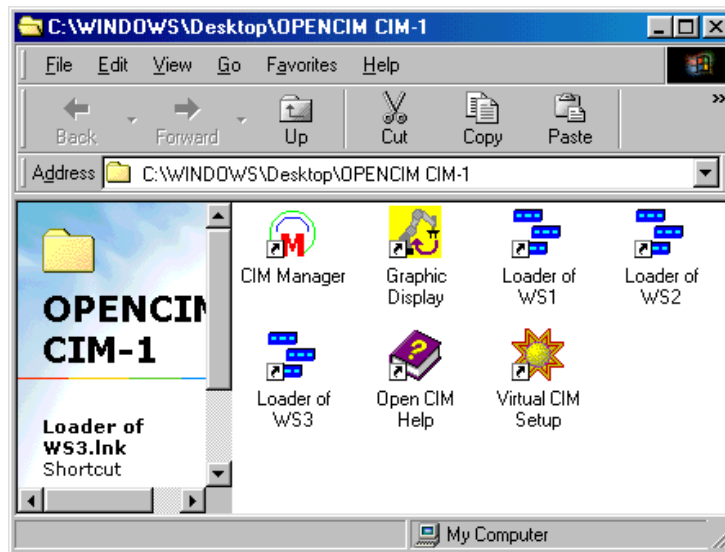 C:\WINDOWS\Desktop\OPENCIM CIM-1
File Edit View Go Favorites Help
Back Forward Up Cut Copy Paste »
Address C:\WINDOWS\Desktop\OPENCIM CIM-1
OPENCIM
CIM-1
Loader of
WS3.lnk
Shortcut
CIM Manager
Graphic
Display
Loader of
WS1
Loader of
WS2
Loader of
WS3
Open CIM
Help
Virtual CIM
Setup
My Computer